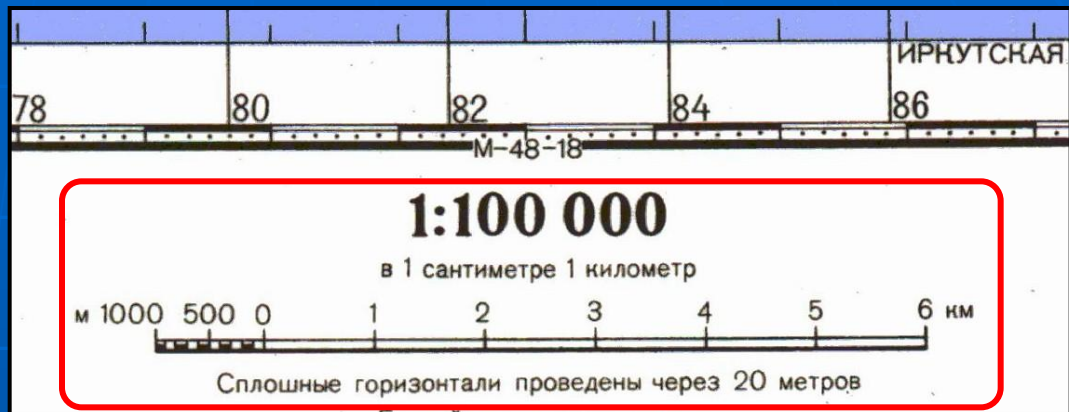 ИРКУТСКАЯ
78 80 82 84 86
М-48-18
1:100 000
в 1 сантиметре 1 километр
м 1000 500 0 1 2 3 4 5 6 км
Сплошные горизонтали проведены через 20 метров